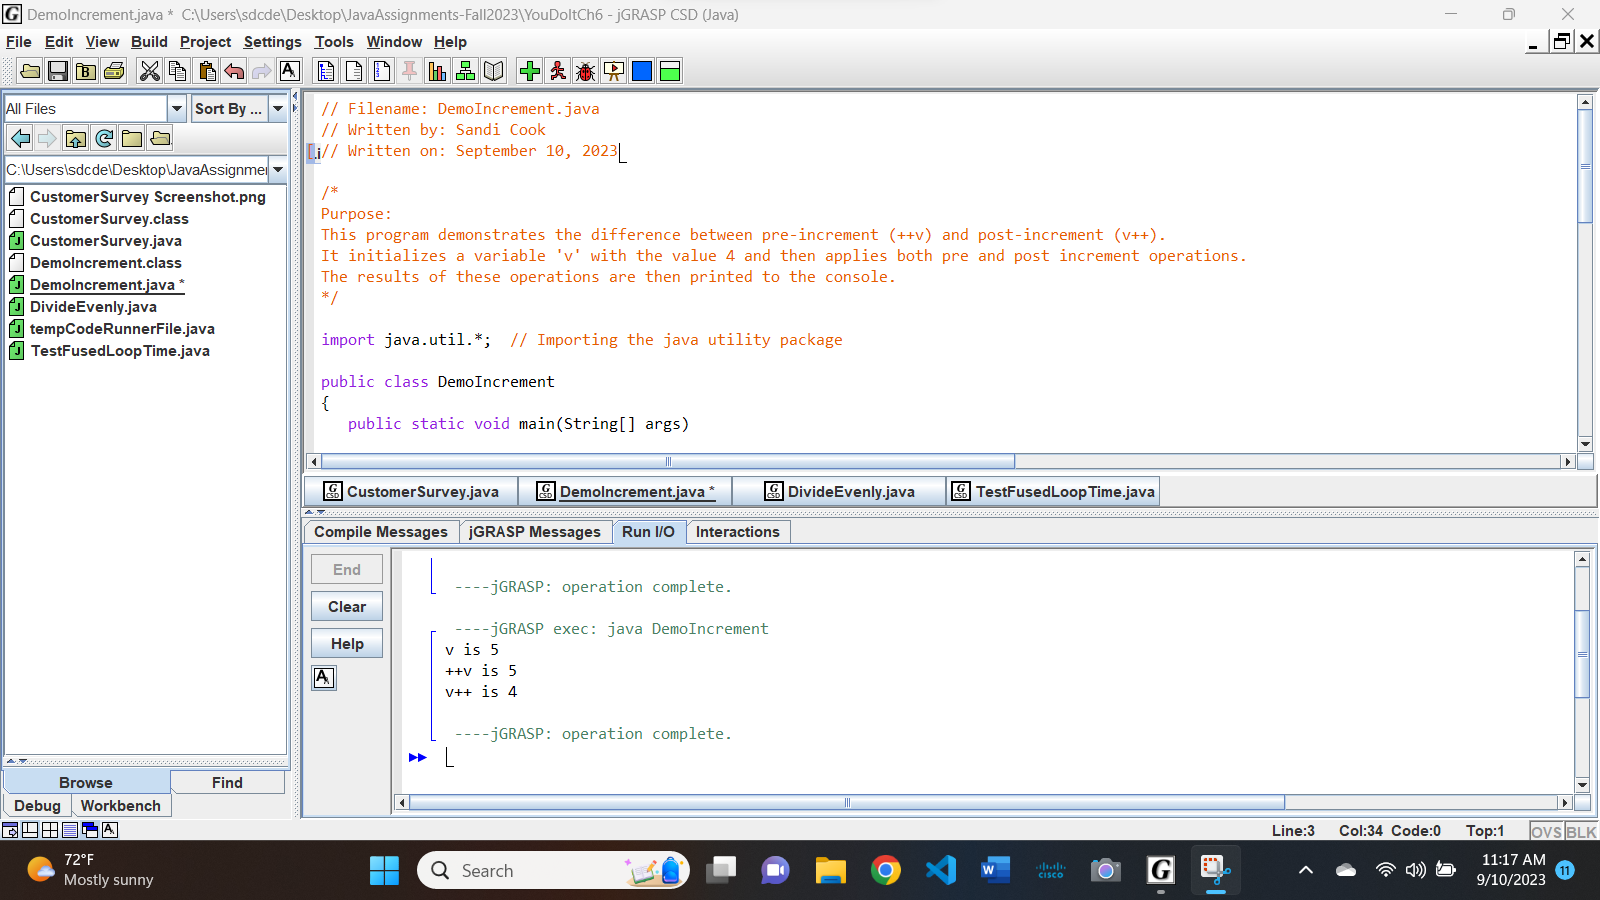 DemoIncrement.java *  C:\Users\sdcde\Desktop\JavaAssignments-Fall2023\YouDoItCh6 - jGRASP CSD (Java)
File Edit View Build Project Settings Tools Window Help
All Files
Sort By ...
C:\Users\sdcde\Desktop\JavaAssignmen
CustomerSurvey Screenshot.png
CustomerSurvey.class
CustomerSurvey.java
DemoIncrement.class
DemoIncrement.java *
DivideEvenly.java
tempCodeRunnerFile.java
TestFusedLoopTime.java
Browse
Find
Debug
Workbench
// Filename: DemoIncrement.java
// Written by: Sandi Cook
// Written on: September 10, 2023
/*
Purpose:
This program demonstrates the difference between pre-increment (++v) and post-increment (v++).
It initializes a variable 'v' with the value 4 and then applies both pre and post increment operations.
The results of these operations are then printed to the console.
*/
import java.util.*;  // Importing the java utility package
public class DemoIncrement
{
public static void main(String[] args)
CustomerSurvey.java
DemoIncrement.java *
DivideEvenly.java
TestFusedLoopTime.java
Compile Messages
jGRASP Messages
Run I/O
Interactions
End
Clear
Help
----jGRASP: operation complete.
----jGRASP exec: java DemoIncrement
v is 5
++v is 5
v++ is 4
----jGRASP: operation complete.
Line:3 Col:34 Code:0 Top:1 OVS BLK
72°F
Mostly sunny
Search
11:17 AM
9/10/2023
11